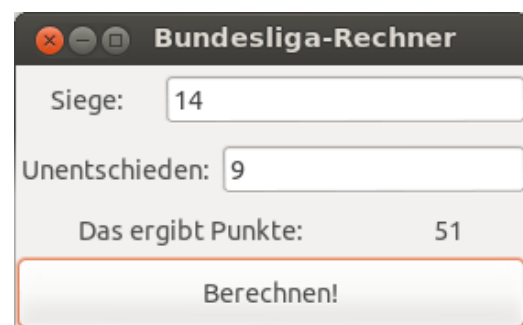 Bundesliga-Rechner
Siege: 14
Unentschieden: 9
Das ergibt Punkte: 51
Berechnen!